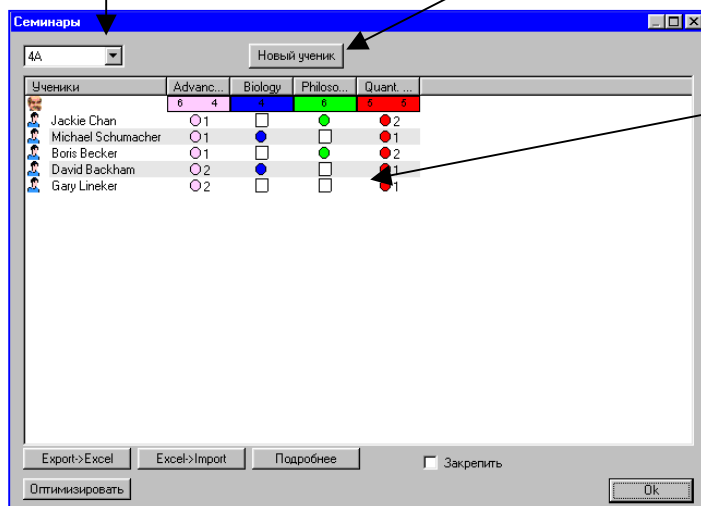 Семинары
4A Новый ученик
Ученики Advanc... Biology Philoso... Quant. ...
6 4 4 6 6 6
Jackie Chan 1 2
Michael Schumacher 1 1
Boris Becker 1 2
David Backham 2 1
Gary Lineker 2 1
Export->Excel Excel->Import Подробнее Закрепить
Оптимизировать Ok